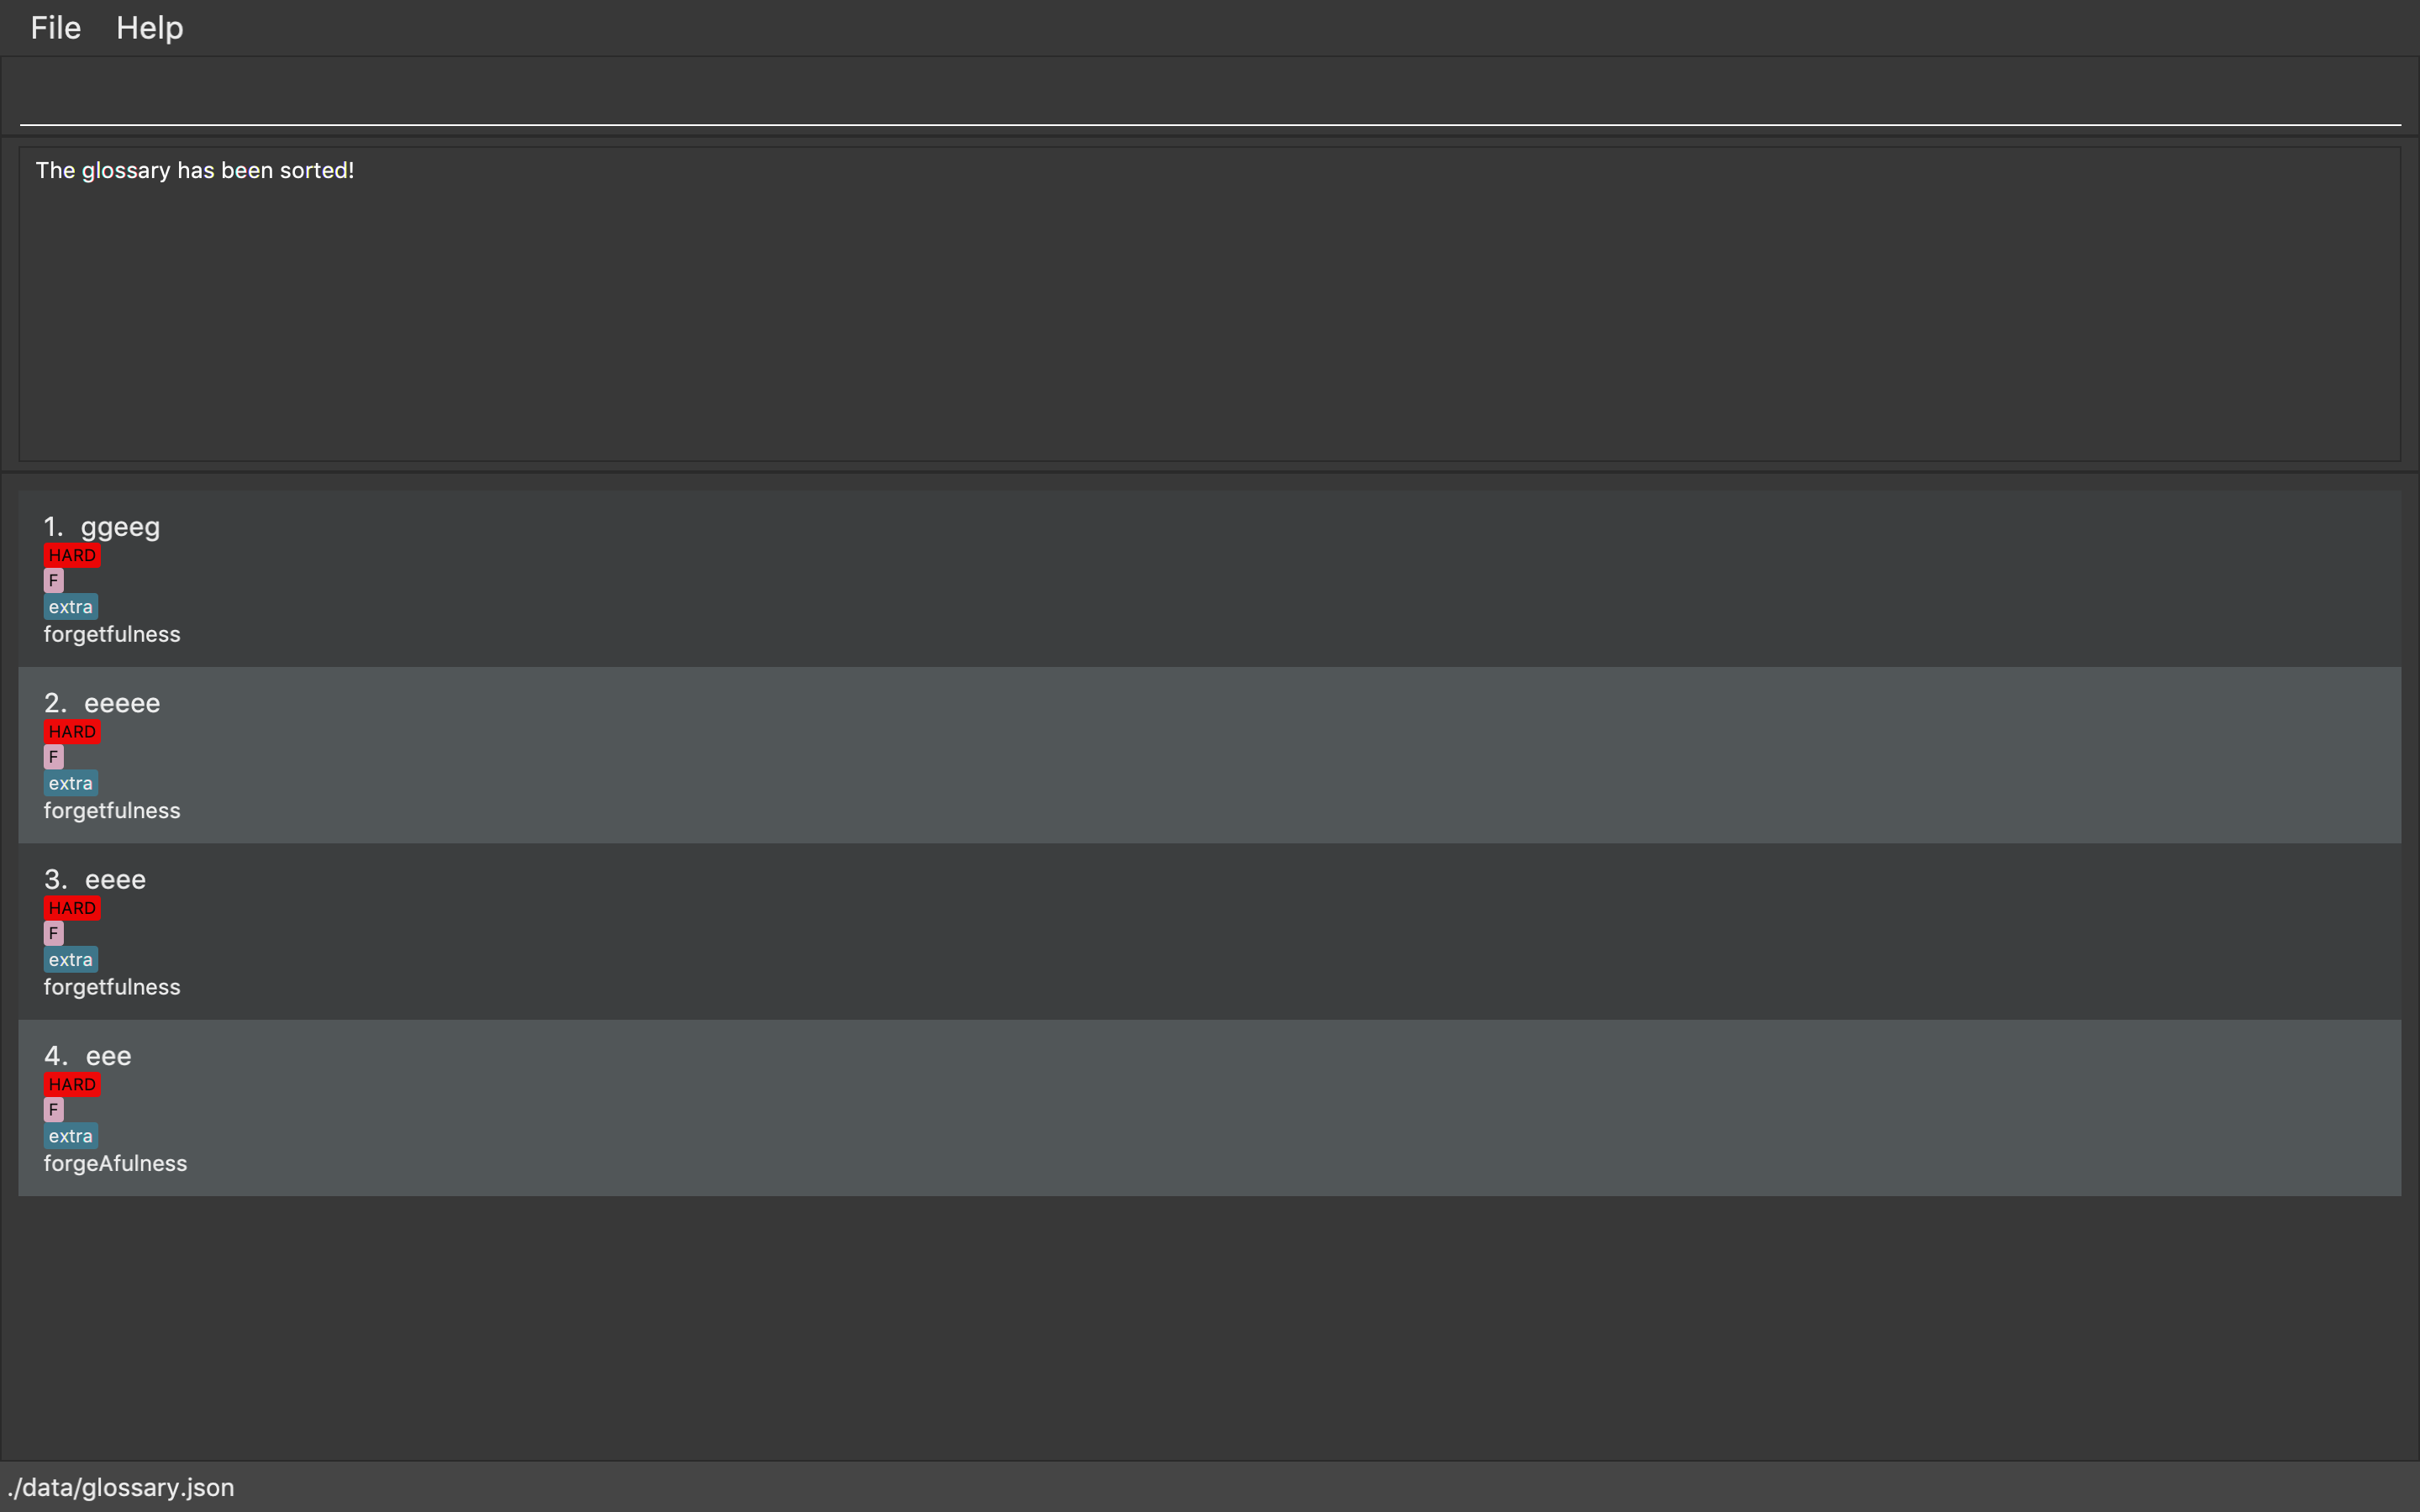 File Help
The glossary has been sorted!
1. ggeeg
HARD
F
extra
forgetfulness
2. eeeee
HARD
F
extra
forgetfulness
3. eeee
HARD
F
extra
forgetfulness
4. eee
HARD
F
extra
forgeAfulness
./data/glossary.json